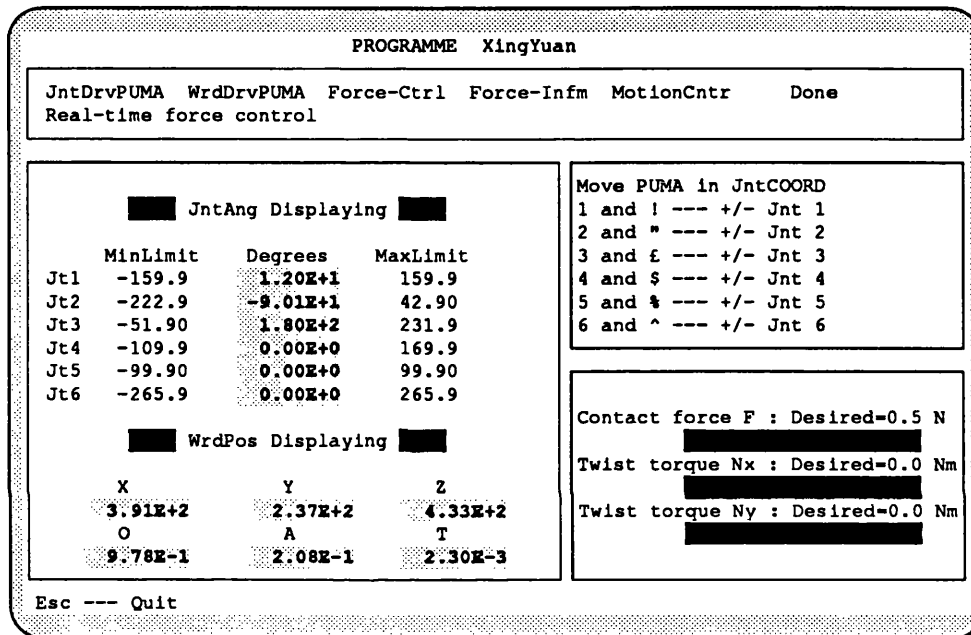 PROGRAMME XingYuan
JntDrvPUMA WrdDrvPUMA Force-Ctrl Force-Infm MotionCntr Done
Real-time force control
JntAng Displaying
MinLimit Degrees MaxLimit
Jt1 -159.9 1.20E+1 159.9
Jt2 -222.9 -9.01E+1 42.90
Jt3 -51.90 1.80E+2 231.9
Jt4 -109.9 0.00E+0 169.9
Jt5 -99.90 0.00E+0 99.90
Jt6 -265.9 0.00E+0 265.9
WrdPos Displaying
X Y Z
3.91E+2 2.37E+2 4.33E+2
O A T
9.78E-1 2.08E-1 2.30E-3
Move PUMA in JntCOORD
1 and ! --- +/- Jnt 1
2 and " --- +/- Jnt 2
3 and £ --- +/- Jnt 3
4 and $ --- +/- Jnt 4
5 and % --- +/- Jnt 5
6 and ^ --- +/- Jnt 6
Contact force F : Desired=0.5 N
Twist torque Nx : Desired=0.0 Nm
Twist torque Ny : Desired=0.0 Nm
Esc --- Quit